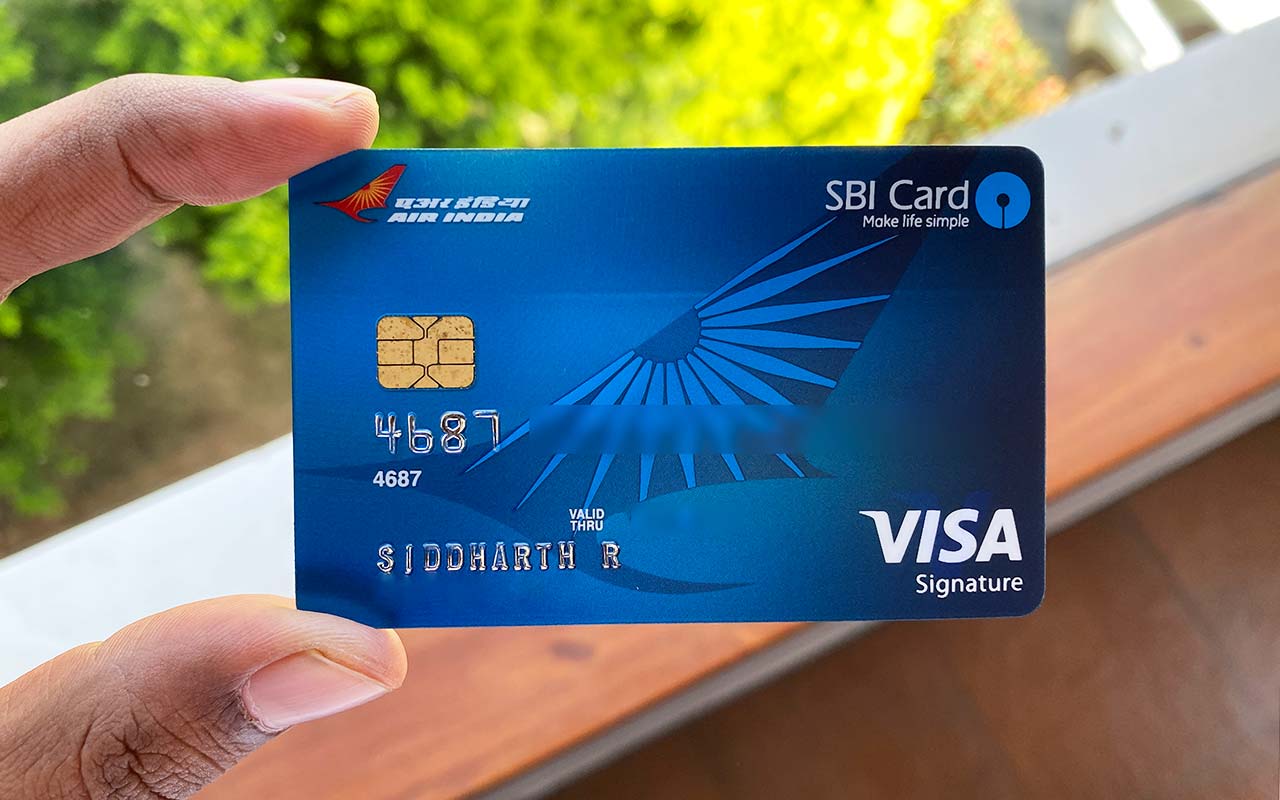 एअर इंडिया
AIR INDIA
SBI Card
Make life simple
4687
4687
VALID
THRU
SIDDHARTH R
VISA
Signature